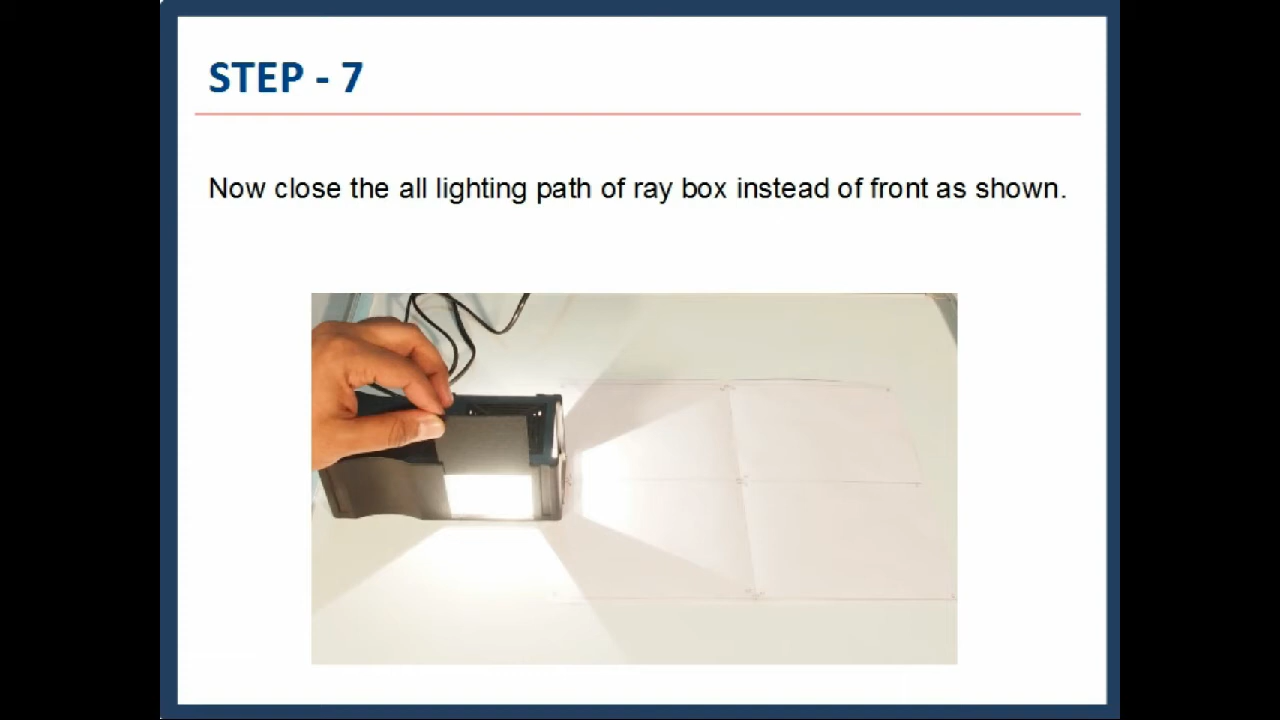 STEP - 7
Now close the all lighting path of ray box instead of front as shown.